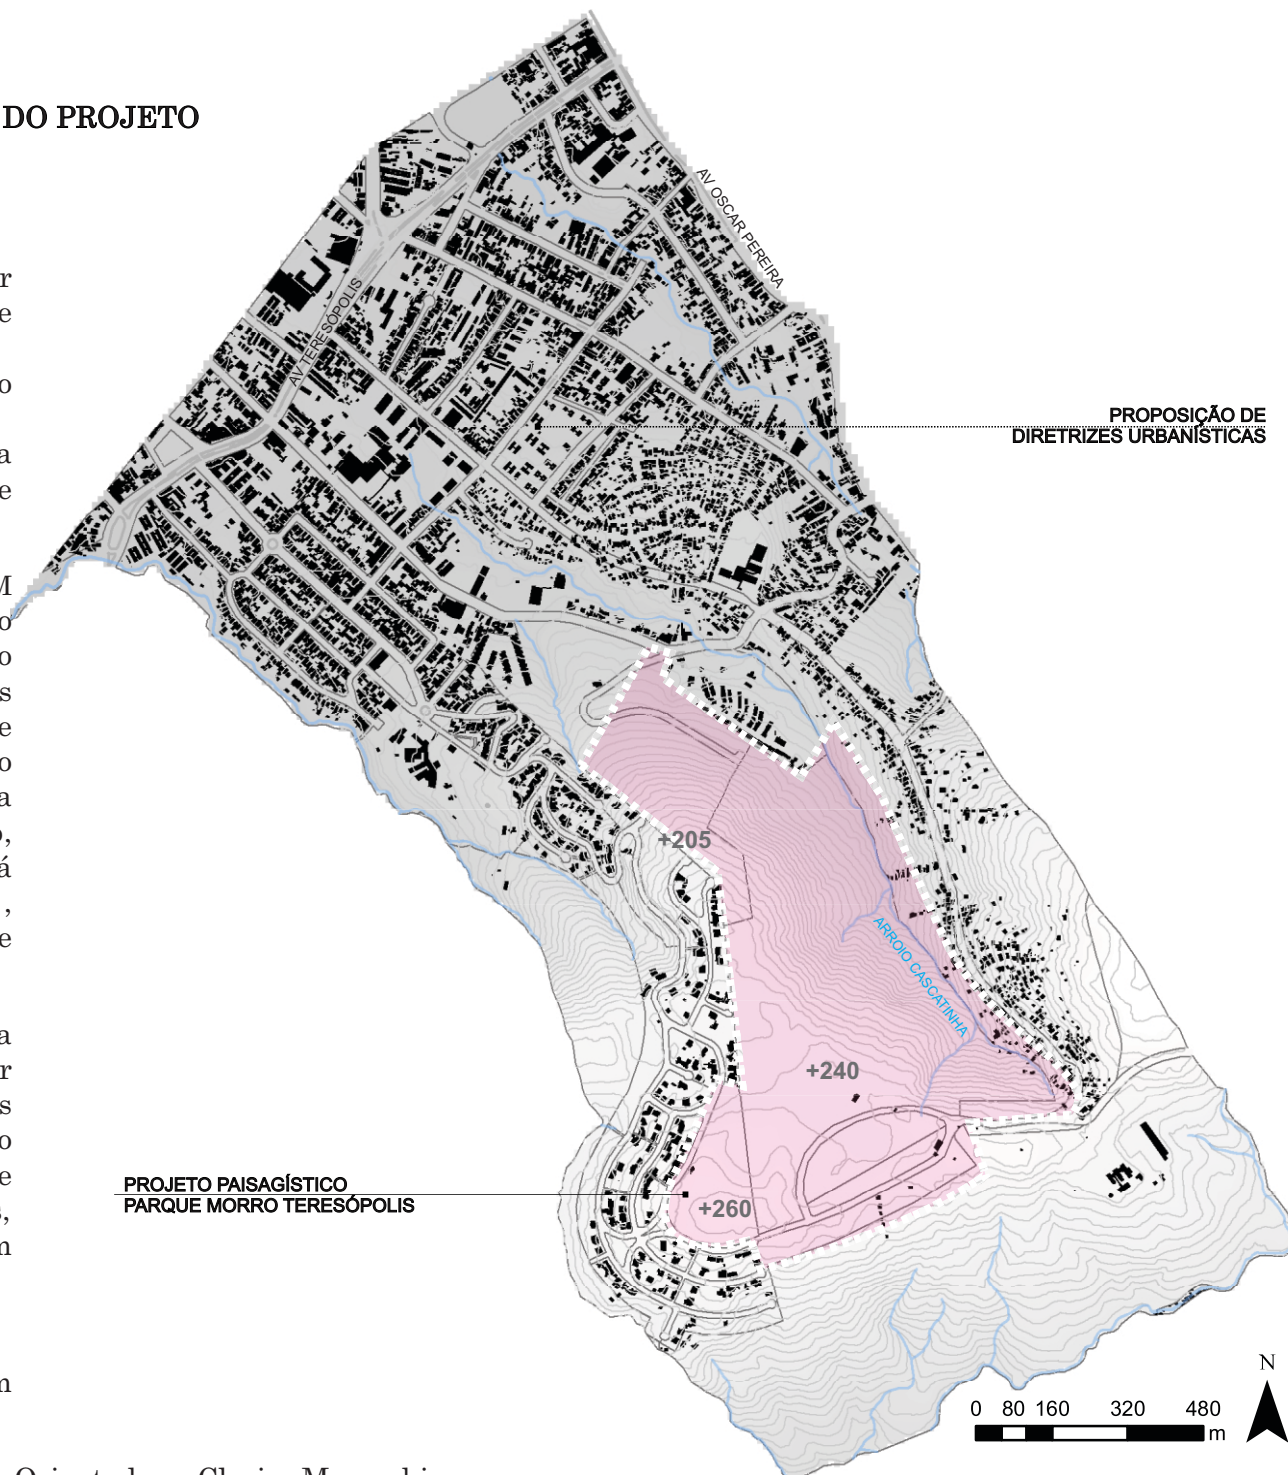 DO PROJETO
r
e
o
a
e
M
o
o
s
e
o
a
o,
á
,
e
a
r
s
o
e
s,
m
m
AV OSCAR PEREIRA
AV TERESÓPOLIS
PROPOSIÇÃO DE
DIRETRIZES URBANÍSTICAS
+205
ARROIO CASCATINHA
+240
PROJETO PAISAGÍSTICO
PARQUE MORRO TERESÓPOLIS
+260
N
0 80 160 320 480
m